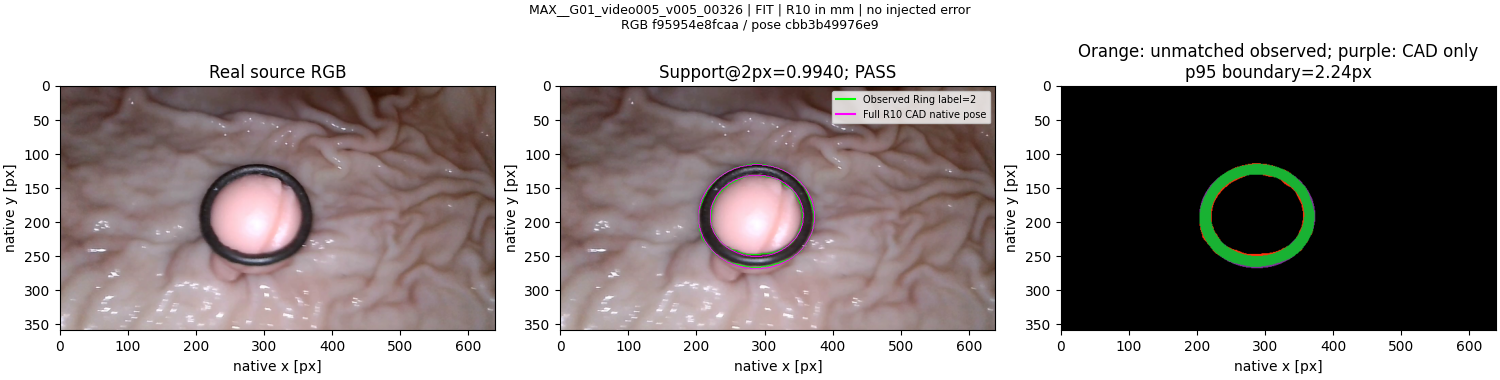 MAX__G01_video005_v005_00326 | FIT | R10 in mm | no injected error
RGB f95954e8fcaa / pose cbb3b49976e9
Real source RGB
0
50
100
150
200
250
300
350
native y [px]
0 100 200 300 400 500 600
native x [px]
Support@2px=0.9940; PASS
Observed Ring label=2
Full R10 CAD native pose
0
50
100
150
200
250
300
350
native y [px]
0 100 200 300 400 500 600
native x [px]
Orange: unmatched observed; purple: CAD only
p95 boundary=2.24px
0
50
100
150
200
250
300
350
native y [px]
0 100 200 300 400 500 600
native x [px]